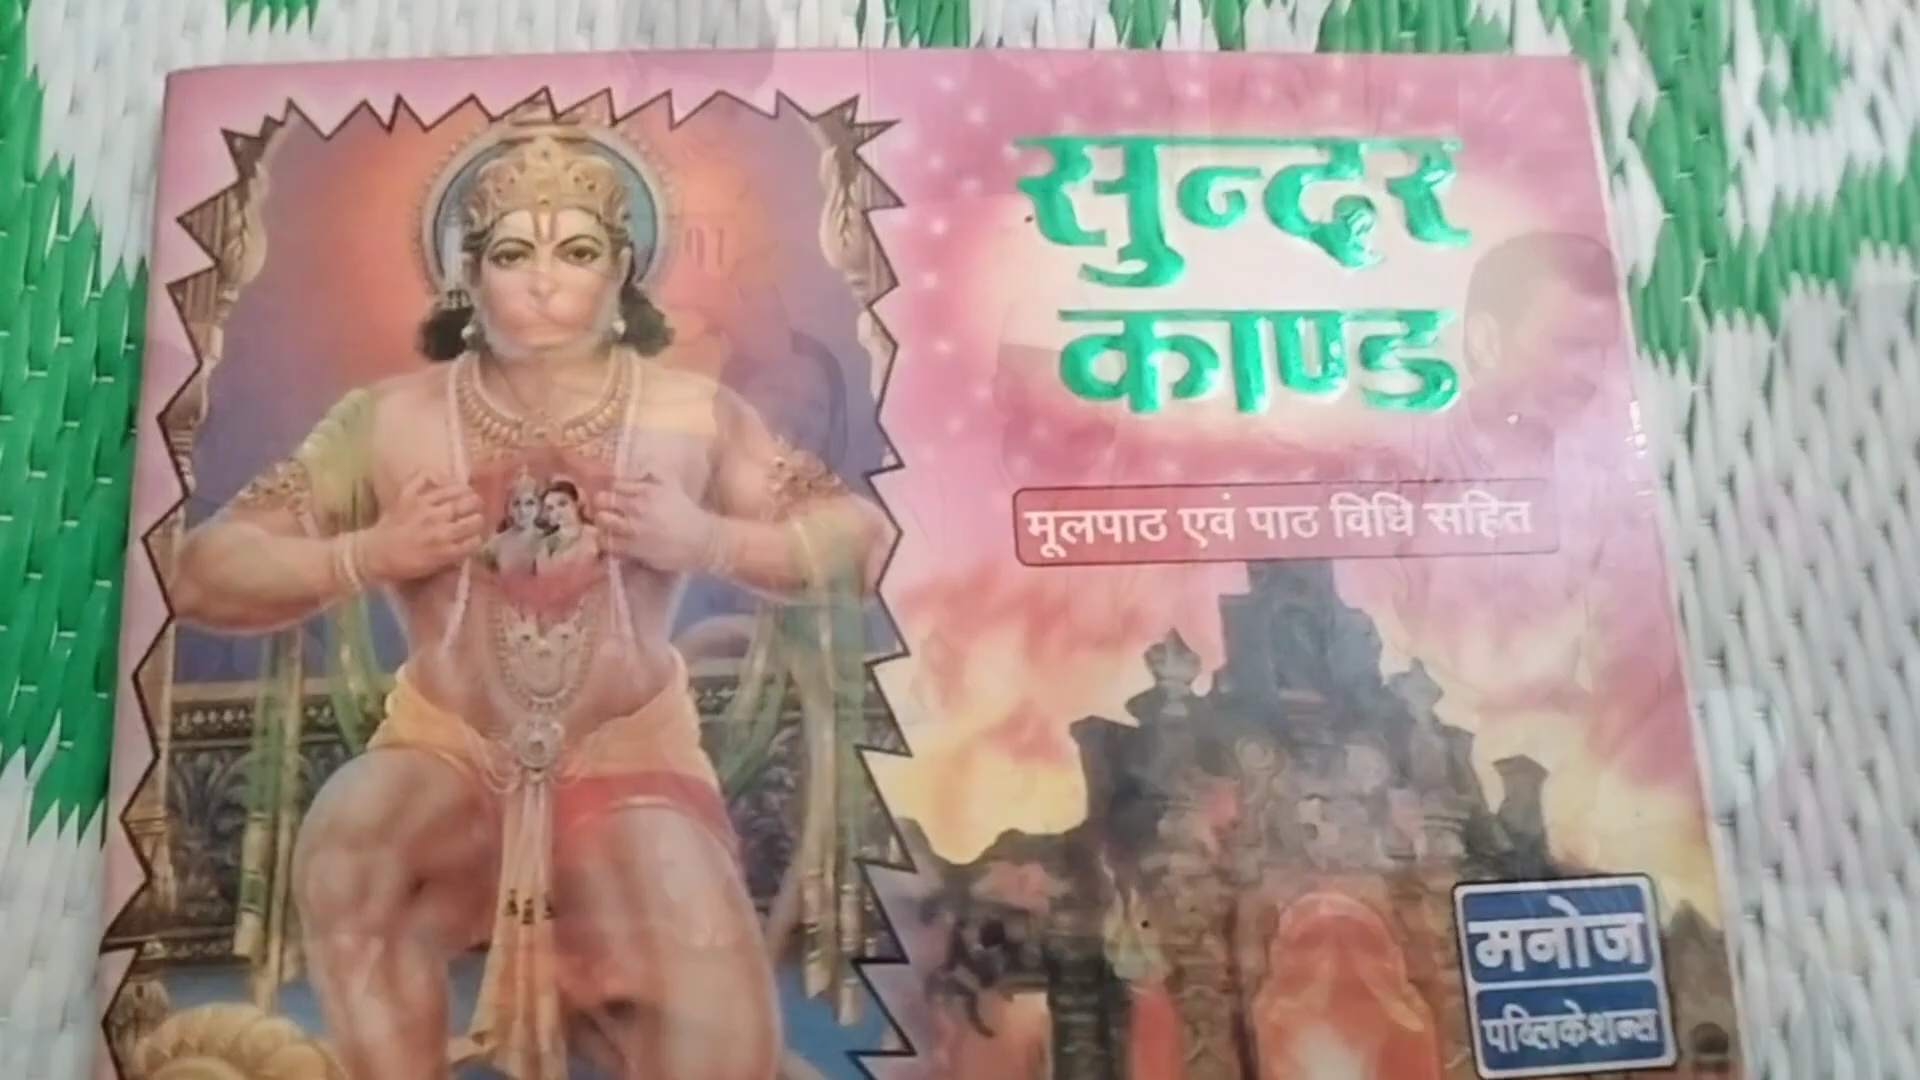 सुन्दर
काण्ड
मूलपाठ एवं पाठ विधि सहित
मनोज
पब्लिकेशन्स